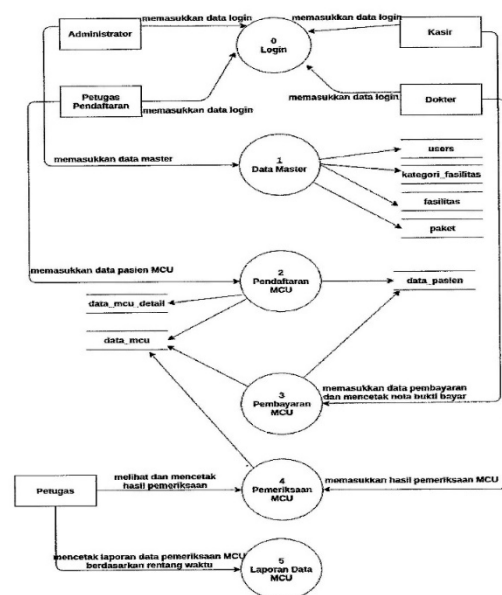 memasukkan data login
memasukkan data login
Administrator
0
Login
Kasir
Petugas
Pendaftaran
memasukkan data login
memasukkan data login
Dokter
users
memasukkan data master
1
Data Master
kategori_fasilitas
fasilitas
paket
memasukkan data pasien MCU
2
Pendaftaran
MCU
data_pasien
data_mcu_detail
data_mcu
3
Pembayaran
MCU
memasukkan data pembayaran
dan mencetak nota bukti bayar
Petugas
melihat dan mencetak
hasil pemeriksaan
4
Pemeriksaan
MCU
memasukkan hasil pemeriksaan MCU
mencetak laporan data pemeriksaan MCU
berdasarkan rentang waktu
5
Laporan Data
MCU